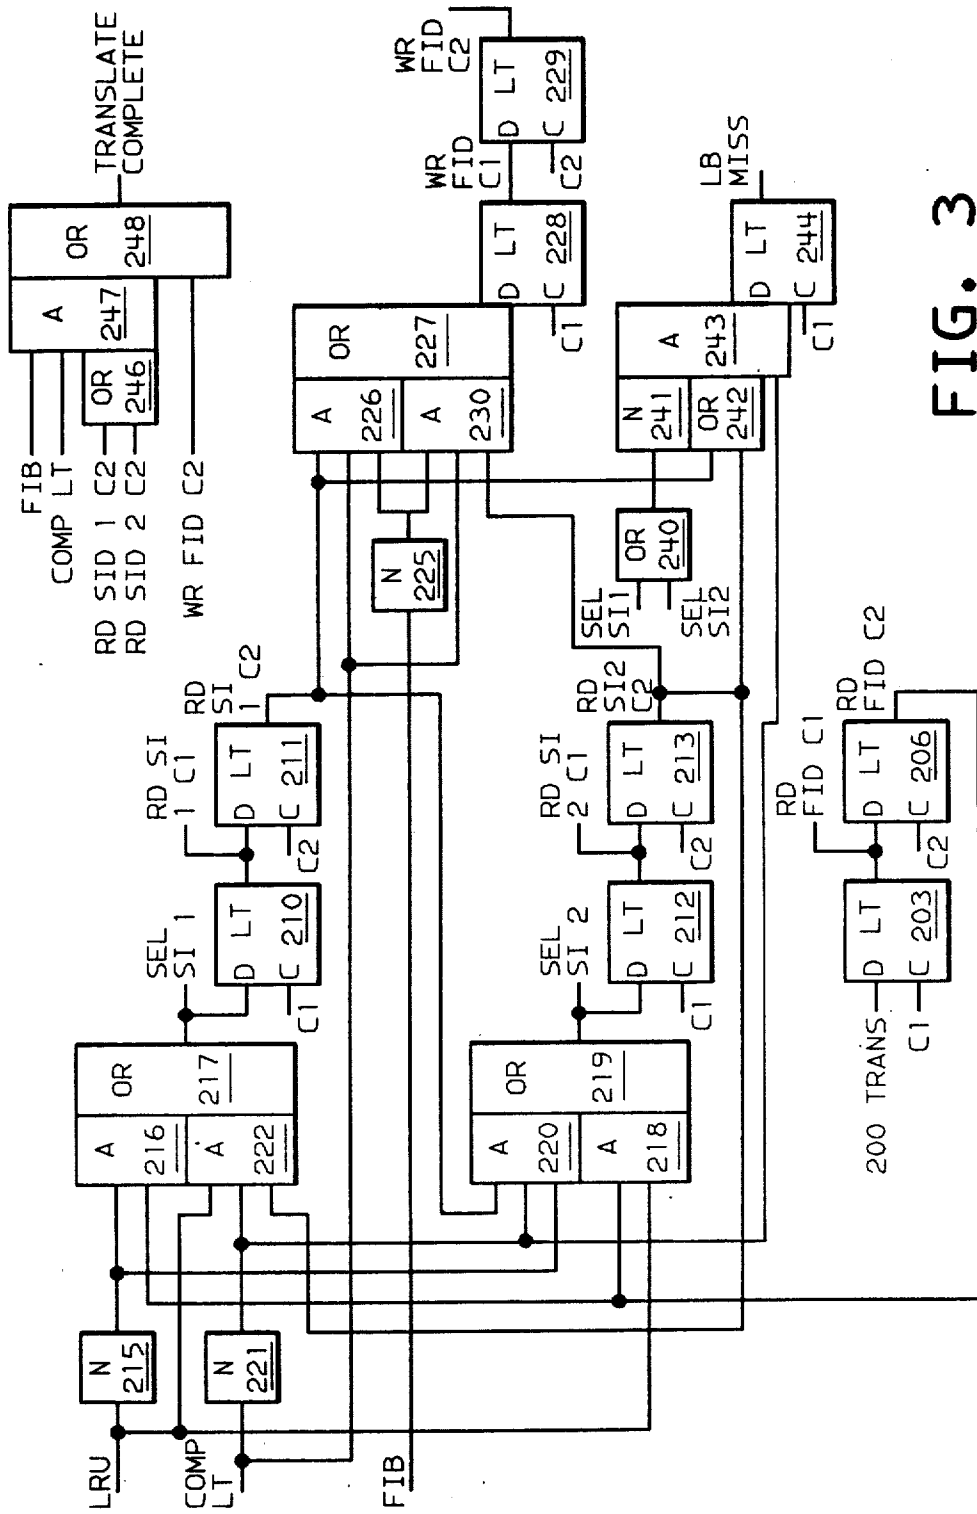 FIB
COMP LT
RD SID 1 C2
RD SID 2 C2
WR FID C2
A
247
OR
246
OR
248
TRANSLATE
COMPLETE
LRU
N
215
COMP
LT
N
221
FIB
A
216
A
222
OR
217
SEL
SI 1
D LT
C 210
C1
RD SI
1 C1
D LT
C 211
C2
RD
SI
1 C2
N
225
A
226
A
230
OR
227
D LT
C 228
C1
WR
FID
C1
D LT
C 229
C2
WR
FID
C2
A
220
A
218
OR
219
SEL
SI 2
D LT
C 212
C1
RD SI
2 C1
D LT
C 213
C2
RD
SI2
C2
SEL
SI1
SEL
SI2
OR
240
N
241
OR
242
A
243
D LT
C 244
C1
LB
MISS
200 TRANS
D LT
C 203
C1
RD
FID C1
D LT
C 206
C2
RD
FID C2
FIG. 3